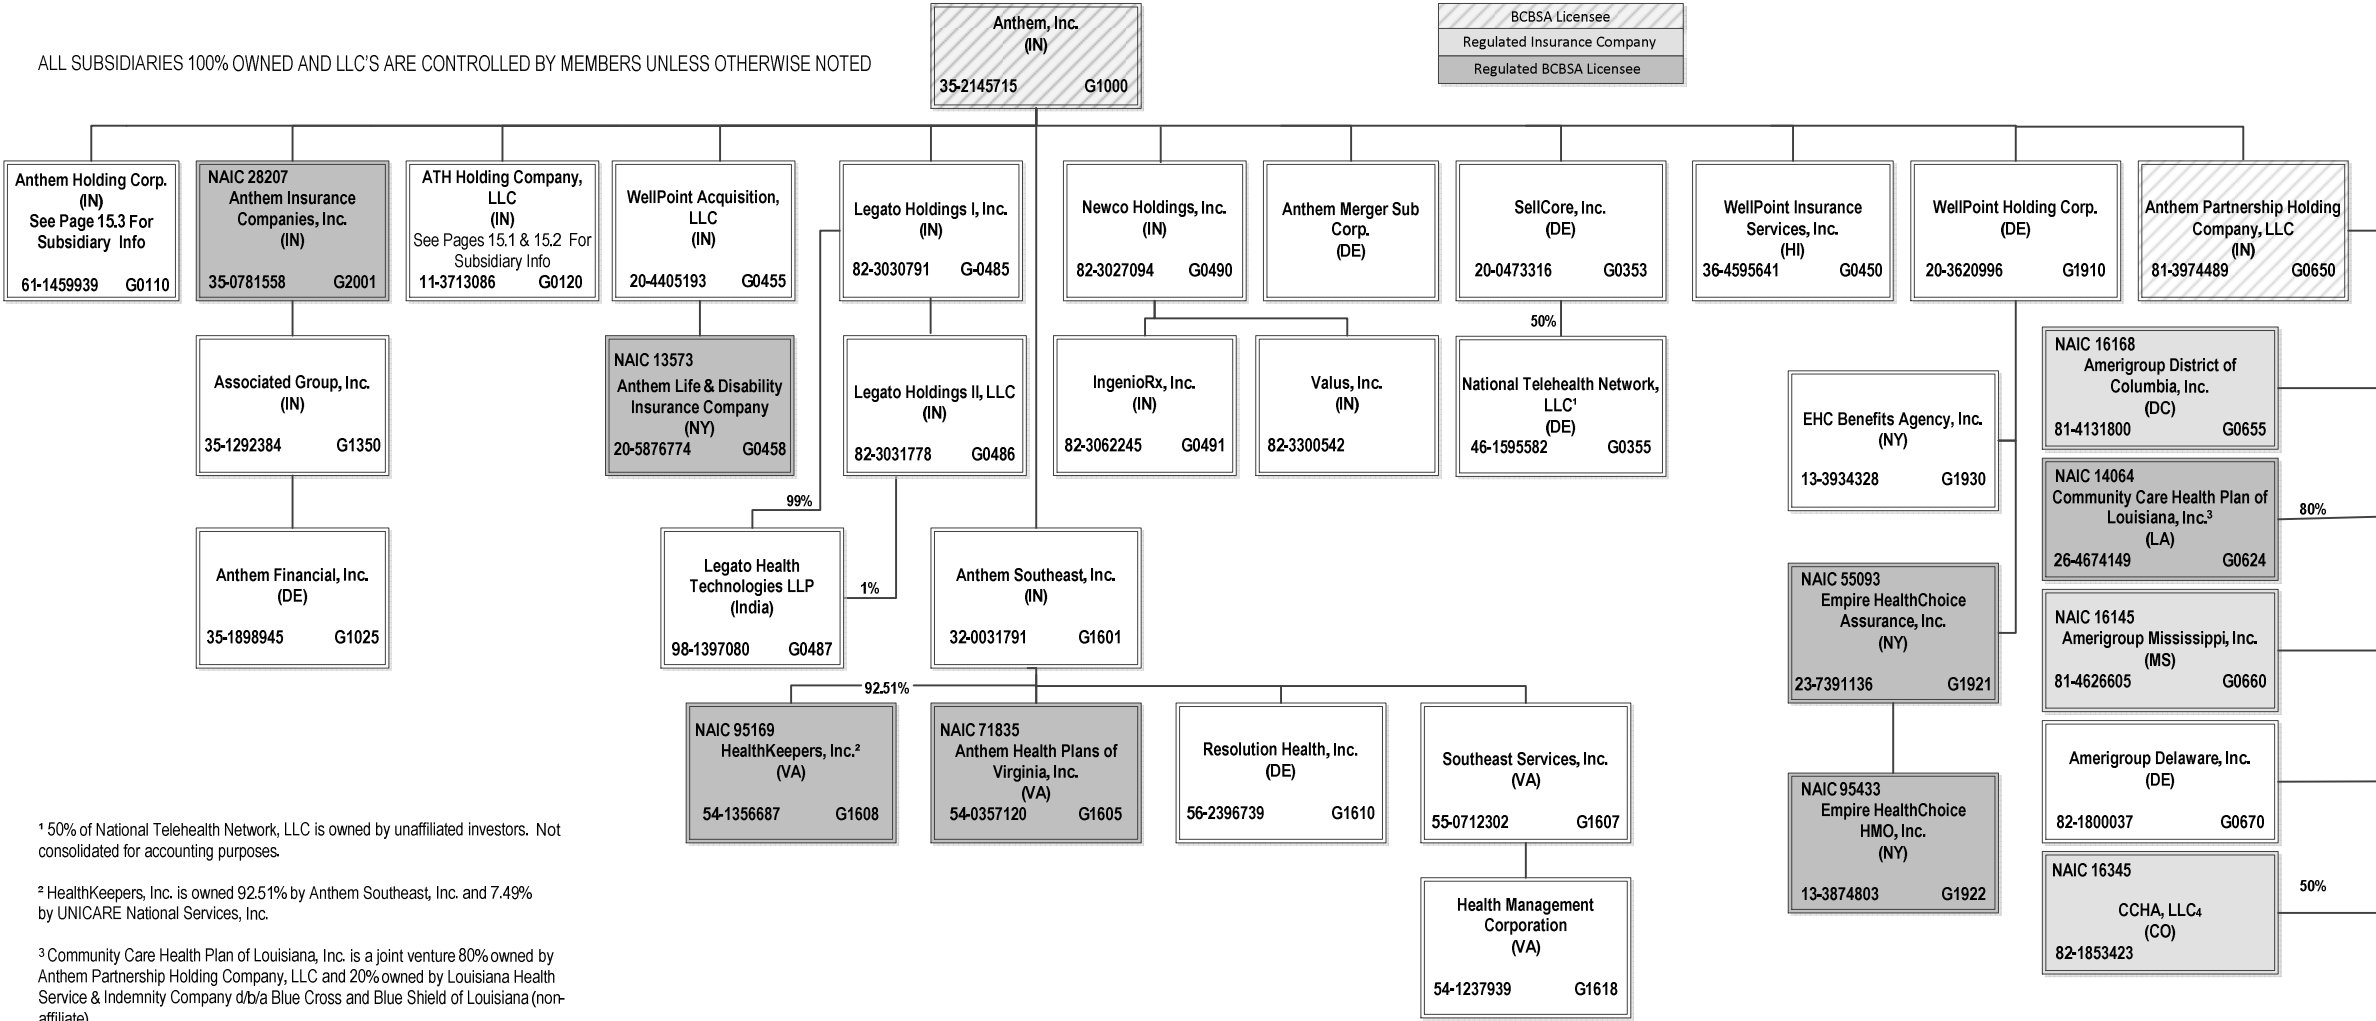 Anthem, Inc.
(IN)
35-2145715 G1000
BCBSA Licensee
Regulated Insurance Company
Regulated BCBSA Licensee
ALL SUBSIDIARIES 100% OWNED AND LLC'S ARE CONTROLLED BY MEMBERS UNLESS OTHERWISE NOTED
Anthem Holding Corp.
(IN)
See Page 15.3 For
Subsidiary Info
61-1459939 G0110
NAIC 28207
Anthem Insurance
Companies, Inc.
(IN)
35-0781558 G2001
ATH Holding Company,
LLC
(IN)
See Pages 15.1 & 15.2 For
Subsidiary Info
11-3713086 G0120
WellPoint Acquisition,
LLC
(IN)
20-4405193 G0455
Legato Holdings I, Inc.
(IN)
82-3030791 G-0485
Newco Holdings, Inc.
(IN)
82-3027094 G0490
Anthem Merger Sub
Corp.
(DE)
SellCore, Inc.
(DE)
20-0473316 G0353
WellPoint Insurance
Services, Inc.
(HI)
36-4595641 G0450
WellPoint Holding Corp.
(DE)
20-3620996 G1910
Anthem Partnership Holding
Company, LLC
(IN)
81-3974489 G0650
50%
Associated Group, Inc.
(IN)
35-1292384 G1350
NAIC 13573
Anthem Life & Disability
Insurance Company
(NY)
20-5876774 G0458
Legato Holdings II, LLC
(IN)
82-3031778 G0486
IngenioRx, Inc.
(IN)
82-3062245 G0491
Valus, Inc.
(IN)
82-3300542
National Telehealth Network,
LLC¹
(DE)
46-1595582 G0355
EHC Benefits Agency, Inc.
(NY)
13-3934328 G1930
NAIC 16168
Amerigroup District of
Columbia, Inc.
(DC)
81-4131800 G0655
NAIC 14064
Community Care Health Plan of
Louisiana, Inc.³
(LA)
26-4674149 G0624
80%
99%
1%
Anthem Financial, Inc.
(DE)
35-1898945 G1025
Legato Health
Technologies LLP
(India)
98-1397080 G0487
Anthem Southeast, Inc.
(IN)
32-0031791 G1601
NAIC 55093
Empire HealthChoice
Assurance, Inc.
(NY)
23-7391136 G1921
NAIC 16145
Amerigroup Mississippi, Inc.
(MS)
81-4626605 G0660
92.51%
NAIC 95169
HealthKeepers, Inc.²
(VA)
54-1356687 G1608
NAIC 71835
Anthem Health Plans of
Virginia, Inc.
(VA)
54-0357120 G1605
Resolution Health, Inc.
(DE)
56-2396739 G1610
Southeast Services, Inc.
(VA)
55-0712302 G1607
NAIC 95433
Empire HealthChoice
HMO, Inc.
(NY)
13-3874803 G1922
Amerigroup Delaware, Inc.
(DE)
82-1800037 G0670
NAIC 16345
CCHA, LLC4
(CO)
82-1853423
50%
Health Management
Corporation
(VA)
54-1237939 G1618
¹ 50% of National Telehealth Network, LLC is owned by unaffiliated investors. Not
consolidated for accounting purposes.
² HealthKeepers, Inc. is owned 92.51% by Anthem Southeast, Inc. and 7.49%
by UNICARE National Services, Inc.
³ Community Care Health Plan of Louisiana, Inc. is a joint venture 80% owned by
Anthem Partnership Holding Company, LLC and 20% owned by Louisiana Health
Service & Indemnity Company d/b/a Blue Cross and Blue Shield of Louisiana (non-
affiliate)